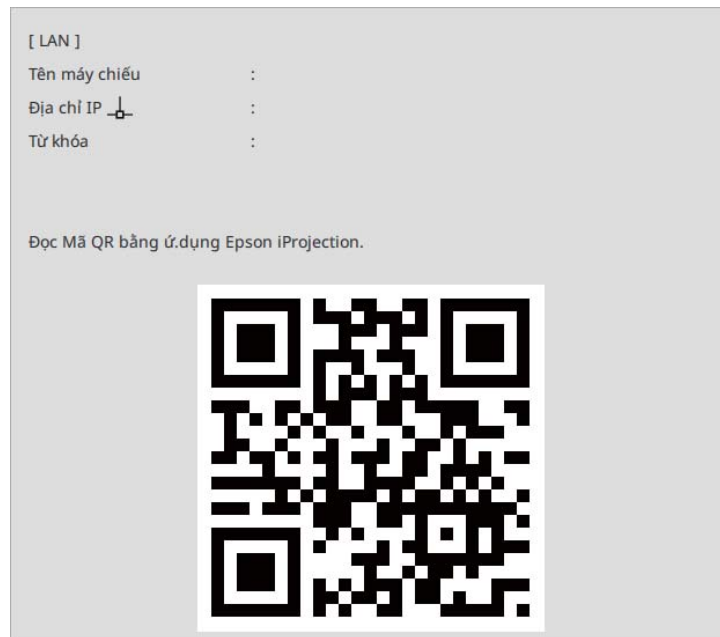 [ LAN ]
Tên máy chiếu :
Địa chỉ IP :
Từ khóa :
Đọc Mã QR bằng ứ.dụng Epson iProjection.